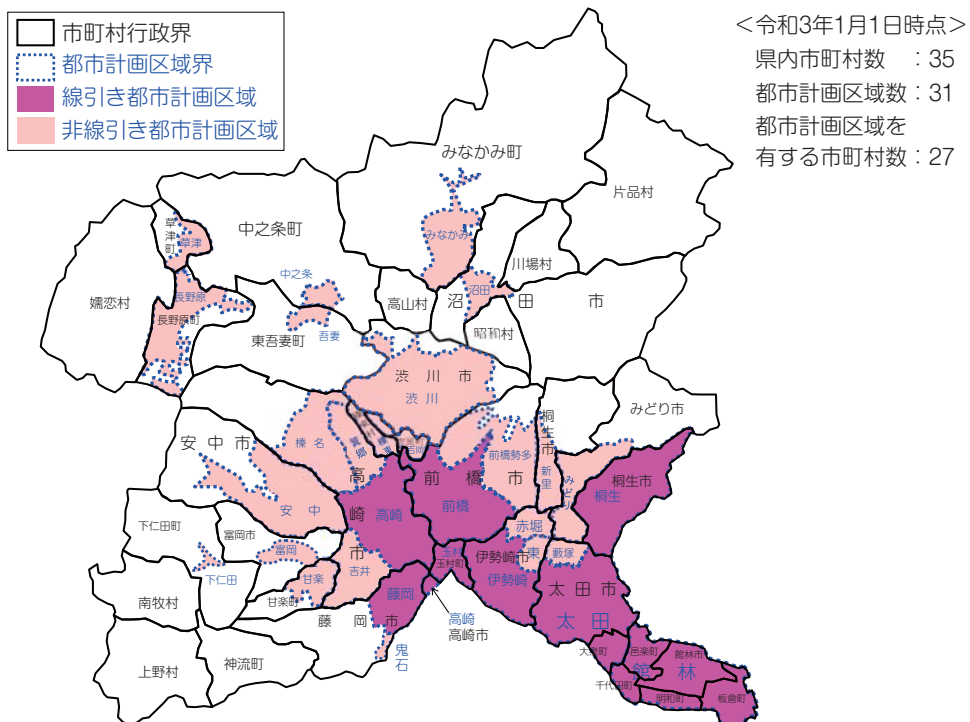 市町村行政界
都市計画区域界
線引き都市計画区域
非線引き都市計画区域
<令和3年1月1日時点>
県内市町村数 : 35
都市計画区域数 : 31
都市計画区域を
有する市町村数 : 27
みなかみ町
片品村
みなかみ
草津町
草津
中之条町
川場村
嬬恋村
長野原
長野原町
中之条
高山村
沼田
沼田市
東吾妻町
吾妻
昭和村
渋川市
渋川
みどり市
安中市
榛名
箕郷
前橋勢多
桐生市
新里
みどり
桐生市
桐生
高崎市
高崎
前橋市
前橋
安中
赤堀
下仁田町
富岡市
富岡
下仁田
甘楽
甘楽町
吉井
玉村
玉村町
伊勢崎市
伊勢崎
東
藪塚
太田市
太田
南牧村
藤岡市
藤岡
高崎
高崎市
鬼石
上野村
神流町
大泉町
邑楽町
館林市
館林
千代田町
明和町
板倉町